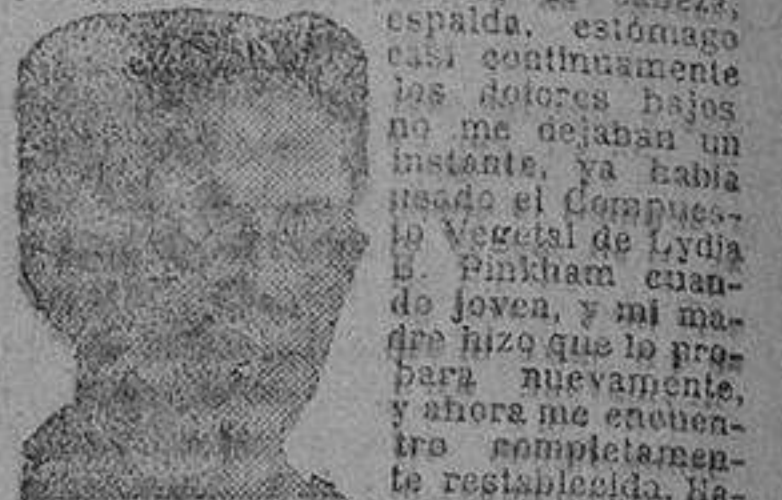 cabeza,
espalda, estómago
casi continuamente
los dolores bajos
no me dejaban un
instante, ya había
usado el Compues-
to Vegetal de Lydia
E. Pinkham cuan-
do joven, y mi ma-
dre hizo que lo pro-
bara nuevamente,
y ahora me encuen-
tro completamen-
te restablecida. Ha-